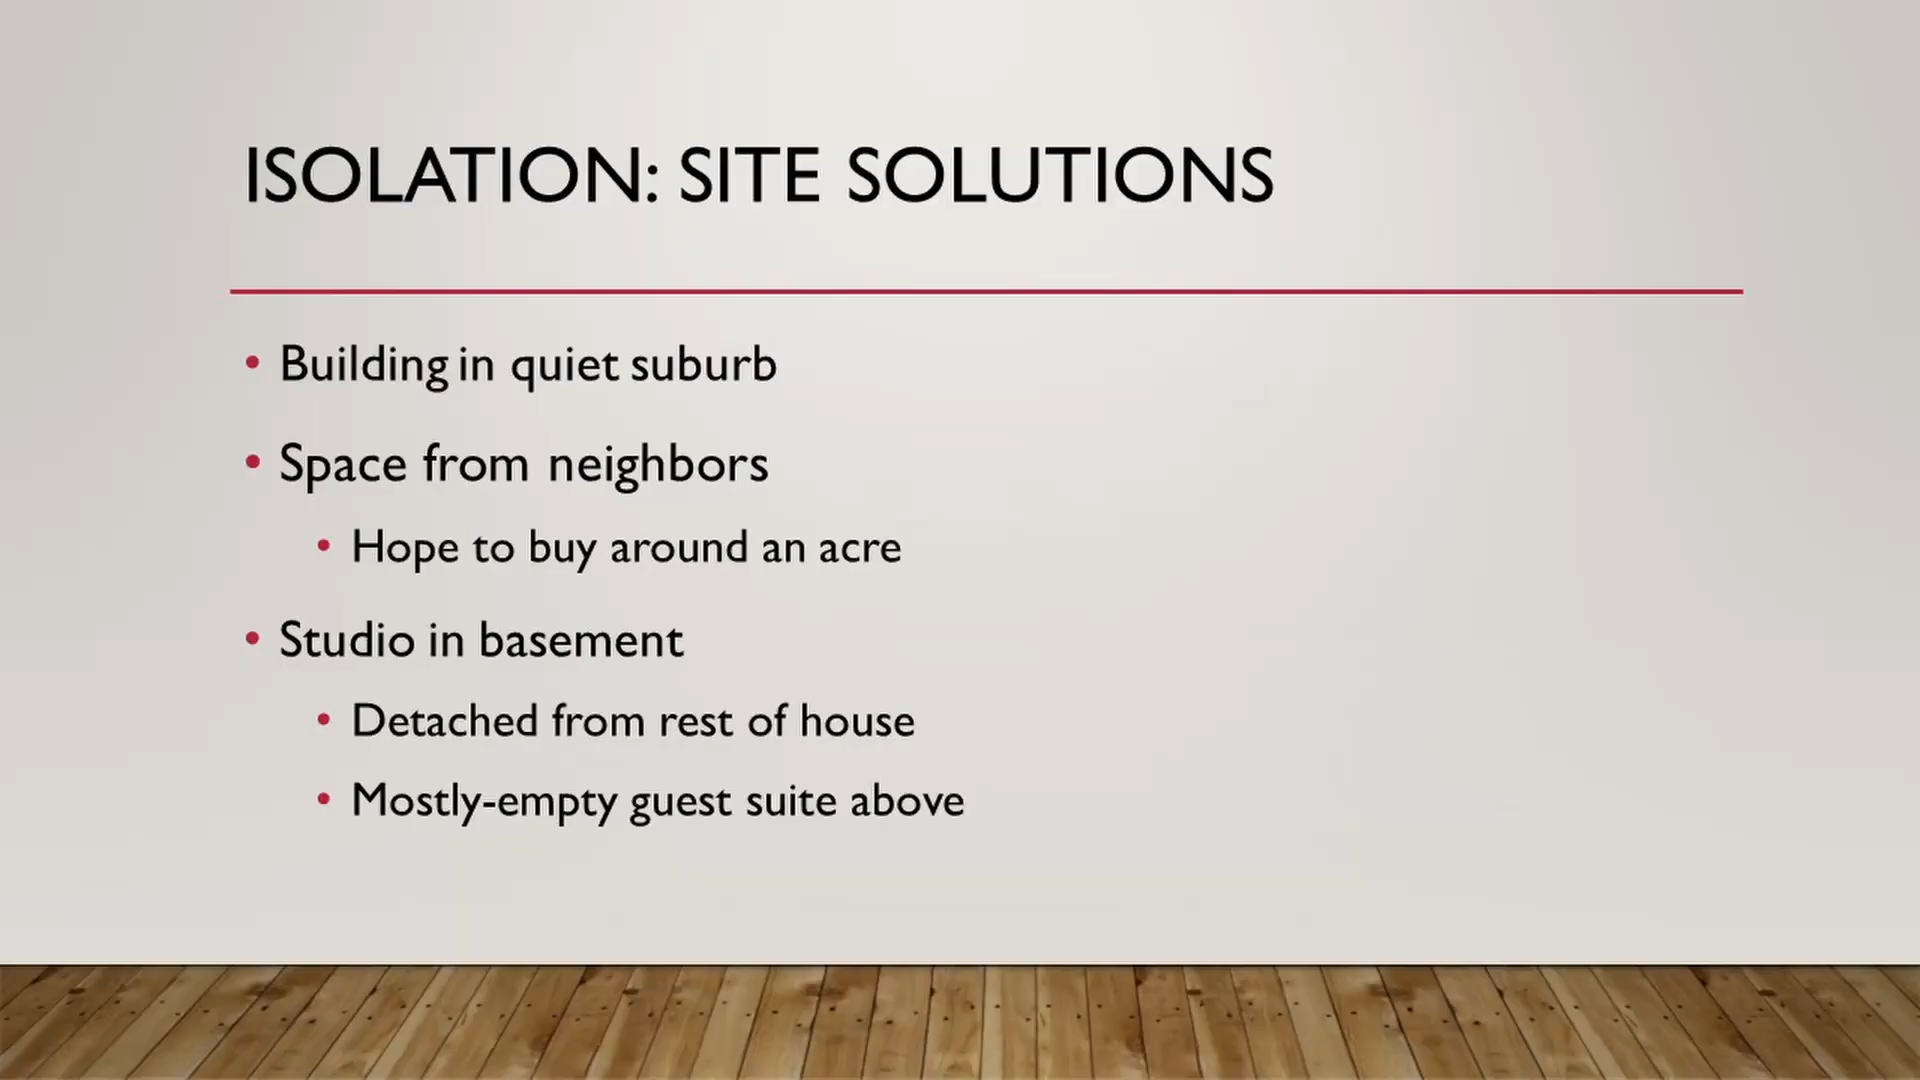 ISOLATION: SITE SOLUTIONS
• Building in quiet suburb
• Space from neighbors
• Hope to buy around an acre
• Studio in basement
• Detached from rest of house
• Mostly-empty guest suite above